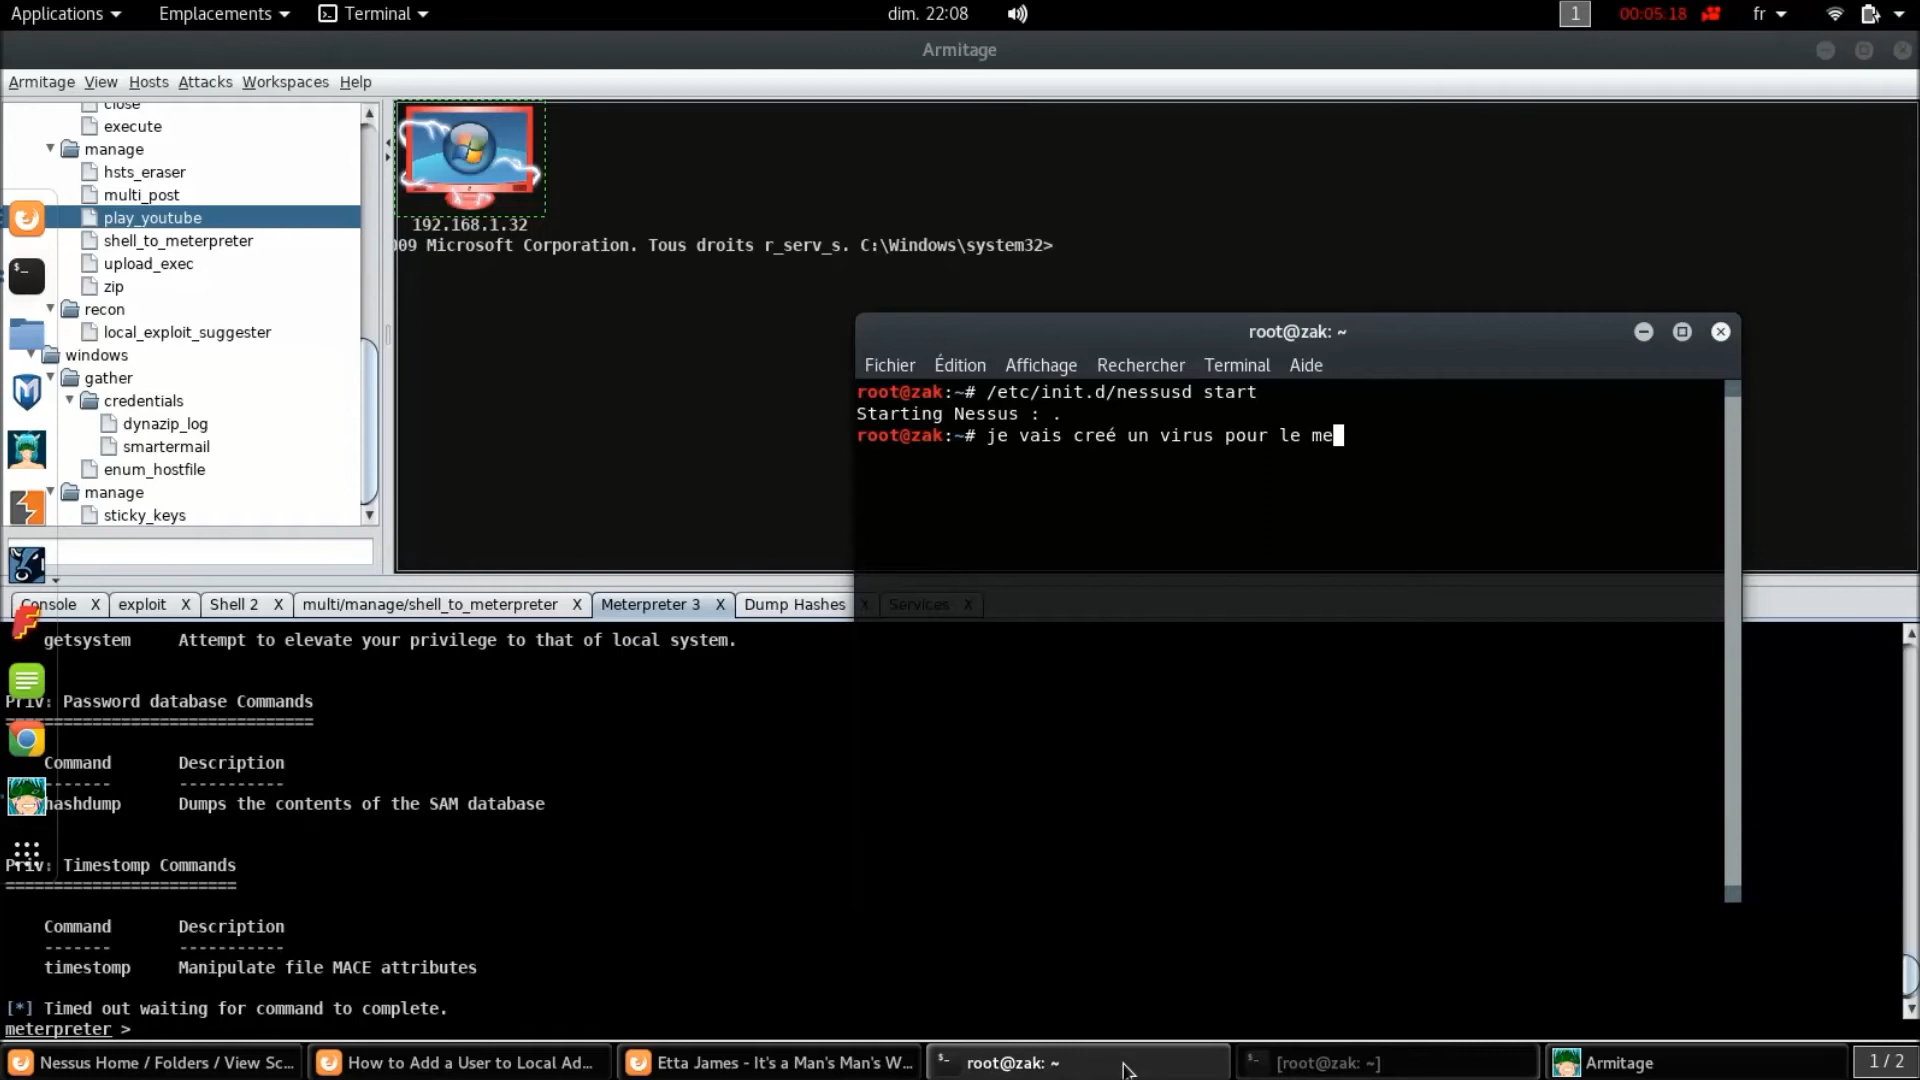 Applications Emplacements Terminal dim. 22:08 1 00:05:18 fr
Armitage
Armitage View Hosts Attacks Workspaces Help
close
execute
manage
hsts_eraser
multi_post
play_youtube
shell_to_meterpreter
upload_exec
zip
recon
local_exploit_suggester
windows
gather
credentials
dynazip_log
smartermail
enum_hostfile
manage
sticky_keys
192.168.1.32
09 Microsoft Corporation. Tous droits r_serv_s. C:\Windows\system32>
root@zak: ~
Fichier Édition Affichage Rechercher Terminal Aide
root@zak:~# /etc/init.d/nessusd start
Starting Nessus : .
root@zak:~# je vais creé un virus pour le me
Console X exploit X Shell 2 X multi/manage/shell_to_meterpreter X Meterpreter 3 X Dump Hashes X Services X
getsystem Attempt to elevate your privilege to that of local system.
Priv: Password database Commands
==============================
Command Description
------- -----------
hashdump Dumps the contents of the SAM database
Priv: Timestomp Commands
========================
Command Description
------- -----------
timestomp Manipulate file MACE attributes
[*] Timed out waiting for command to complete.
meterpreter >
Nessus Home / Folders / View Sc... How to Add a User to Local Ad... Etta James - It's a Man's Man's W... root@zak: ~ [root@zak: ~] Armitage 1 / 2